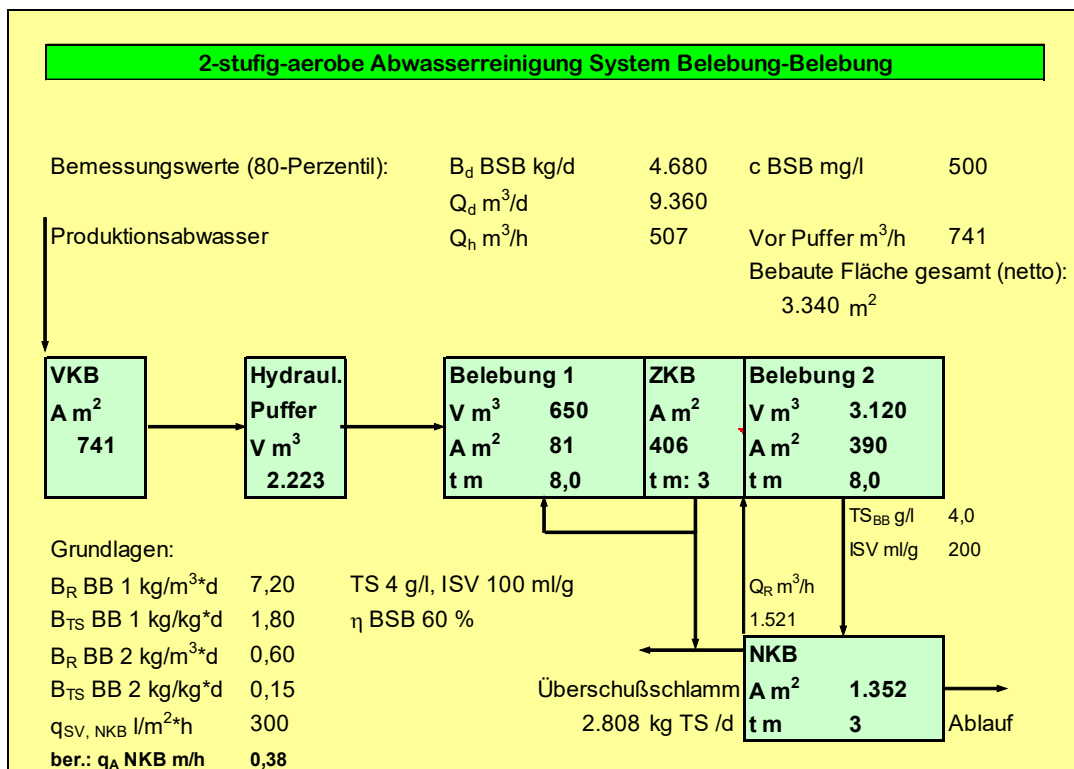 2-stufig-aerobe Abwasserreinigung System Belebung-Belebung
Bemessungswerte (80-Perzentil): B_d BSB kg/d 4.680 c BSB mg/l 500
Q_d m³/d 9.360
Produktionsabwasser Q_h m³/h 507 Vor Puffer m³/h 741
Bebaute Fläche gesamt (netto):
3.340 m²
VKB
A m²
741
Hydraul.
Puffer
V m³
2.223
Belebung 1
V m³ 650
A m² 81
t m 8,0
ZKB
A m²
406
t m: 3
Belebung 2
V m³ 3.120
A m² 390
t m 8,0
TS_BB g/l 4,0
ISV ml/g 200
Grundlagen:
B_R BB 1 kg/m³*d 7,20 TS 4 g/l, ISV 100 ml/g
B_TS BB 1 kg/kg*d 1,80 η BSB 60 %
B_R BB 2 kg/m³*d 0,60
B_TS BB 2 kg/kg*d 0,15
q_SV, NKB l/m²*h 300
ber.: q_A NKB m/h 0,38
Q_R m³/h
1.521
NKB
A m² 1.352
t m 3
Überschußschlamm
2.808 kg TS /d
Ablauf